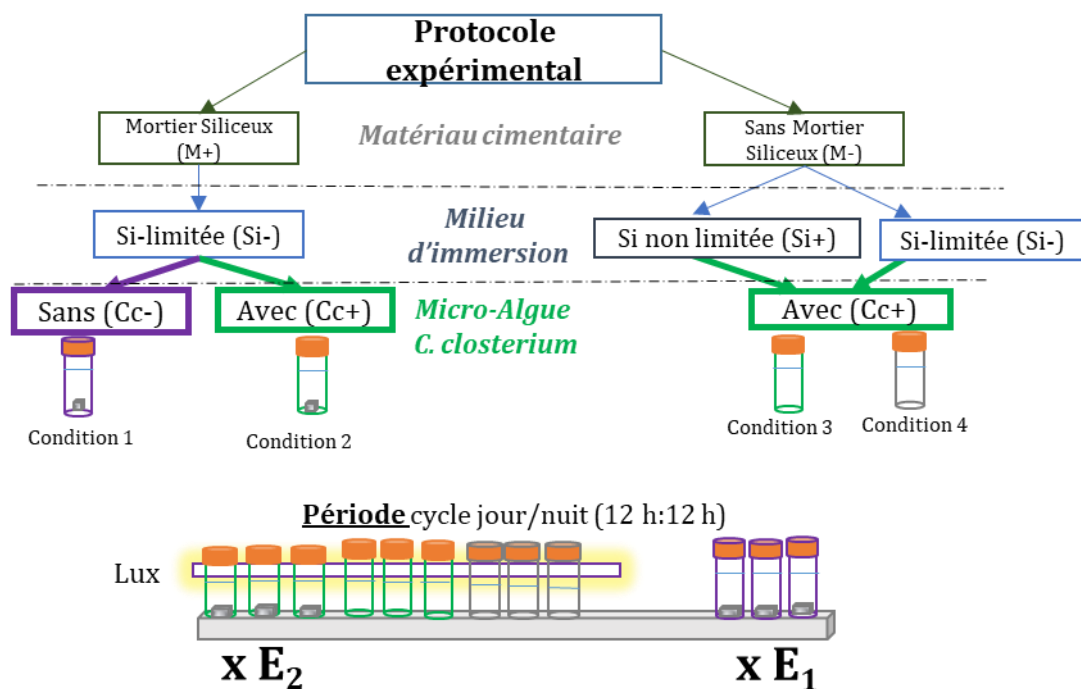 Protocole
expérimental
Mortier Siliceux
(M+)
Matériau cimentaire
Sans Mortier
Siliceux (M-)
Si-limitée (Si-)
Milieu
d'immersion
Si non limitée (Si+)
Si-limitée (Si-)
Sans (Cc-)
Avec (Cc+)
Micro-Algue
C. closterium
Avec (Cc+)
Condition 1
Condition 2
Condition 3
Condition 4
Période cycle jour/nuit (12 h:12 h)
Lux
x E₂
x E₁